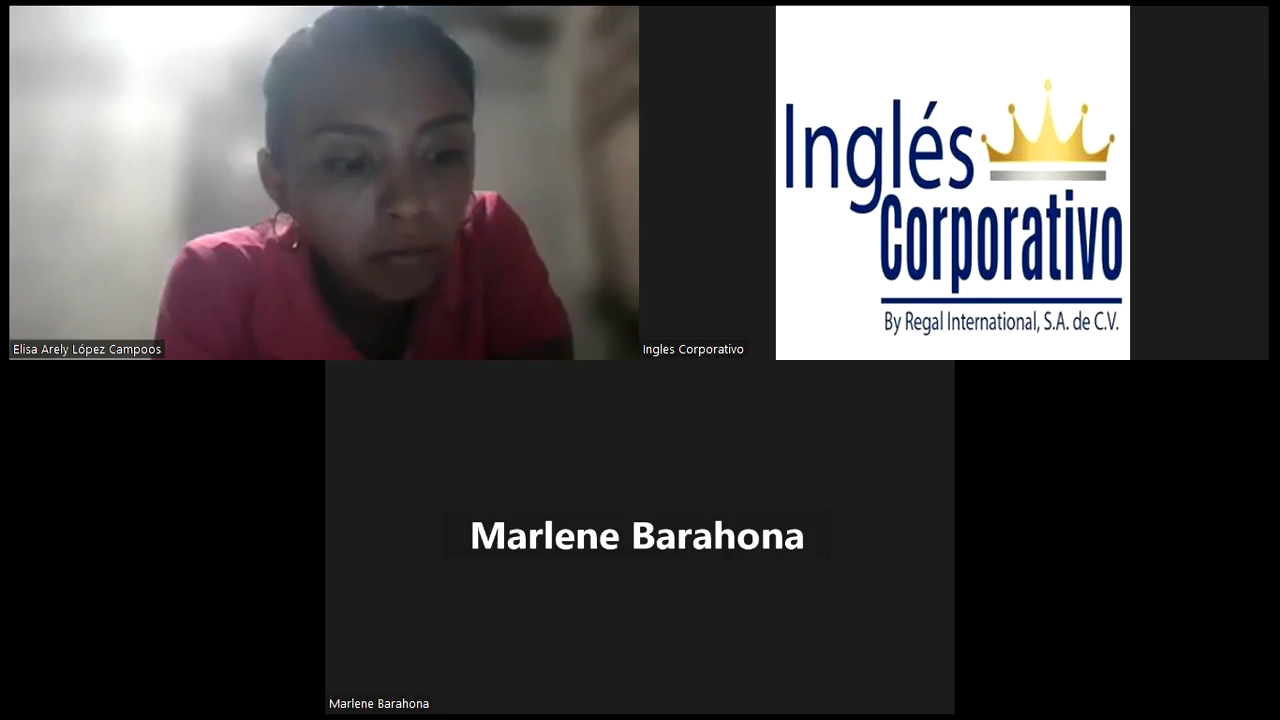 Inglés
Corporativo
By Regal International, S.A. de C.V.
Elisa Arely López Campoos
Ingles Corporativo
Marlene Barahona
Marlene Barahona